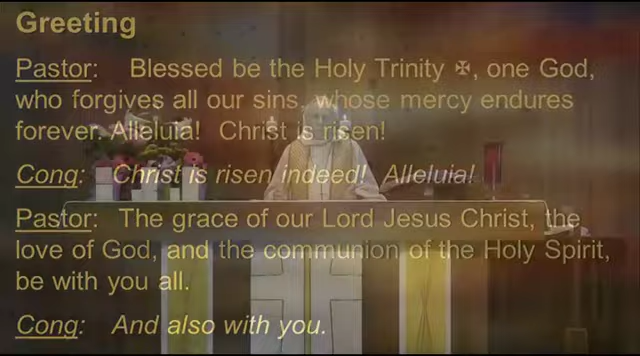 Greeting
Pastor: Blessed be the Holy Trinity ✠, one God,
who forgives all our sins, whose mercy endures
forever. Alleluia! Christ is risen!
Cong: Christ is risen indeed! Alleluia!
Pastor: The grace of our Lord Jesus Christ, the
love of God, and the communion of the Holy Spirit,
be with you all.
Cong: And also with you.